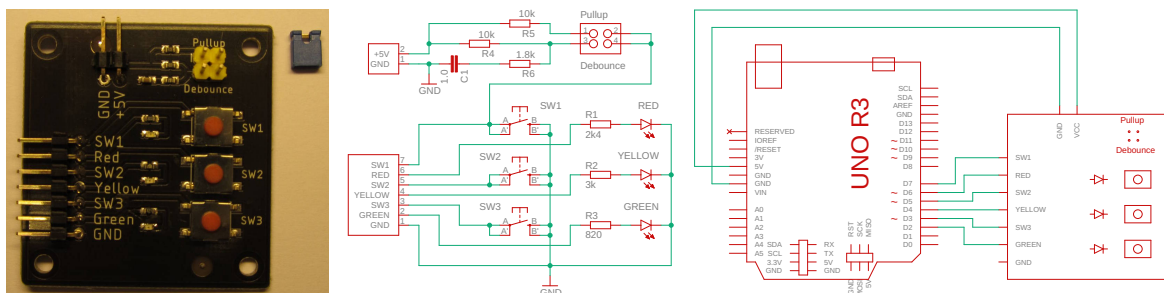 Pullup
Debounce
GND
+5V
SW1
Red
SW2
Yellow
SW3
Green
GND
SW1
SW2
SW3
+5V 2
GND 1
10k
R5
10k
R4
1.8k
R6
1.0
C1
GND
Pullup
1 2
3 4
Debounce
SW1 7
RED 6
SW2 5
YELLOW 4
SW3 3
GREEN 2
GND 1
SW1
A B
A' B'
SW2
A B
A' B'
SW3
A B
A' B'
R1
2k4
RED
R2
3k
YELLOW
R3
820
GREEN
GND
UNO R3
RESERVED
IOREF
/RESET
3V
5V
GND
GND
VIN
A0
A1
A2
A3
A4 SDA
A5 SCL
3.3V
GND
RX
TX
5V
GND
RST
SCK
MISO
GND
MOSI
5V
SCL
SDA
AREF
GND
D13
D12
~ D11
~ D10
~ D9
D8
D7
~ D6
~ D5
D4
~ D3
D2
D1
D0
GND
VCC
Pullup
Debounce
SW1
RED
SW2
YELLOW
SW3
GREEN
GND